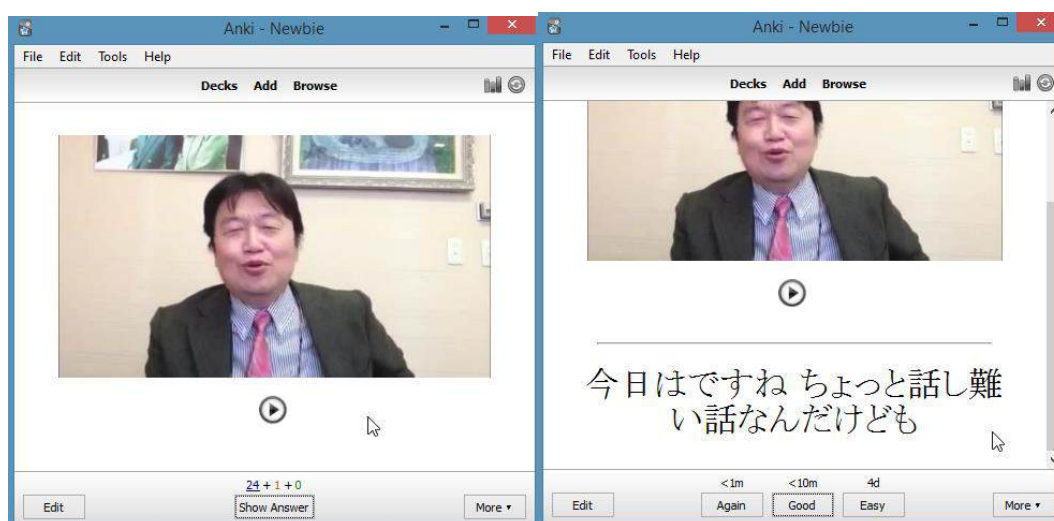 Anki - Newbie
File Edit Tools Help
Decks Add Browse
24 + 1 + 0
Edit Show Answer More ▾
Anki - Newbie
File Edit Tools Help
Decks Add Browse
今日はですね ちょっと話し難
い話なんだけども
<1m <10m 4d
Edit Again Good Easy More ▾